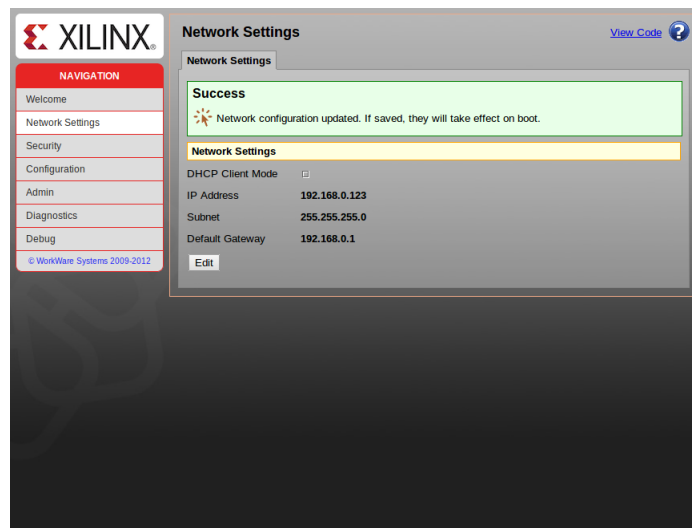 XILINX®
NAVIGATION
Welcome
Network Settings
Security
Configuration
Admin
Diagnostics
Debug
© WorkWare Systems 2009-2012
Network Settings
View Code ?
Network Settings
Success
Network configuration updated. If saved, they will take effect on boot.
Network Settings
DHCP Client Mode
IP Address 192.168.0.123
Subnet 255.255.255.0
Default Gateway 192.168.0.1
Edit